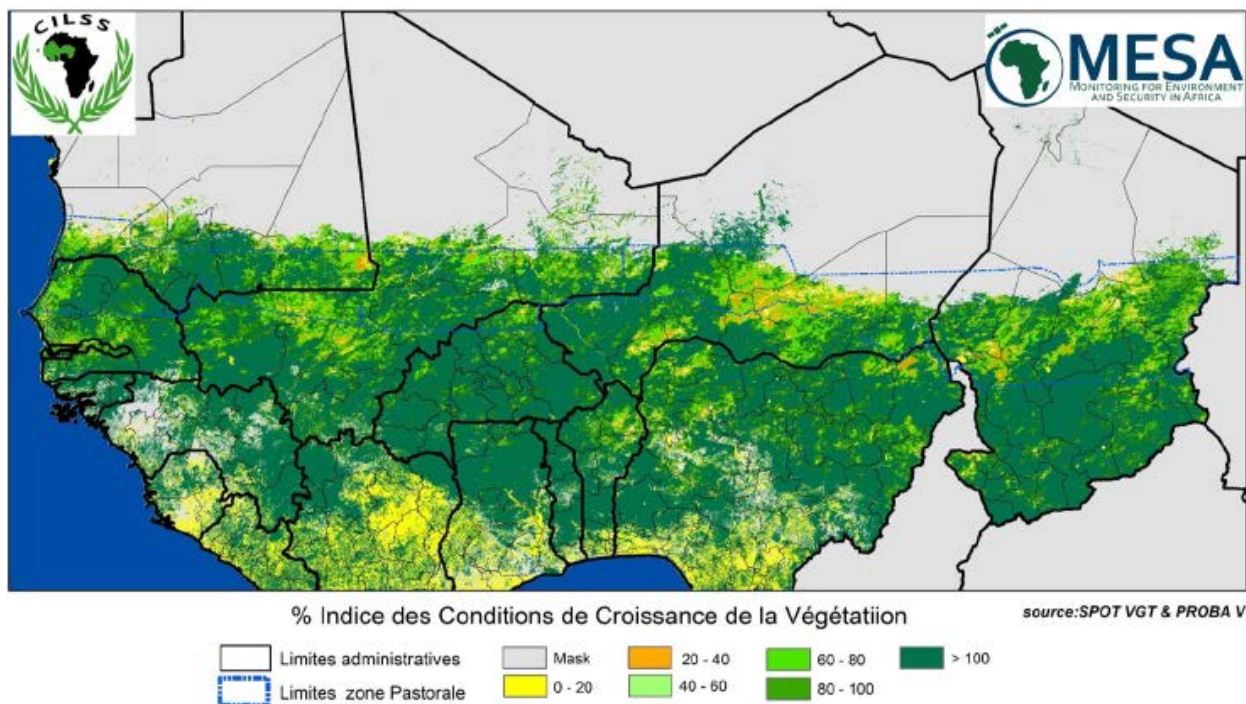 CILSS
MESA
MONITORING FOR ENVIRONMENT
AND SECURITY IN AFRICA
% Indice des Conditions de Croissance de la Végétatiion
source:SPOT VGT & PROBA V
Limites administratives
Limites zone Pastorale
Mask
0 - 20
20 - 40
40 - 60
60 - 80
80 - 100
> 100